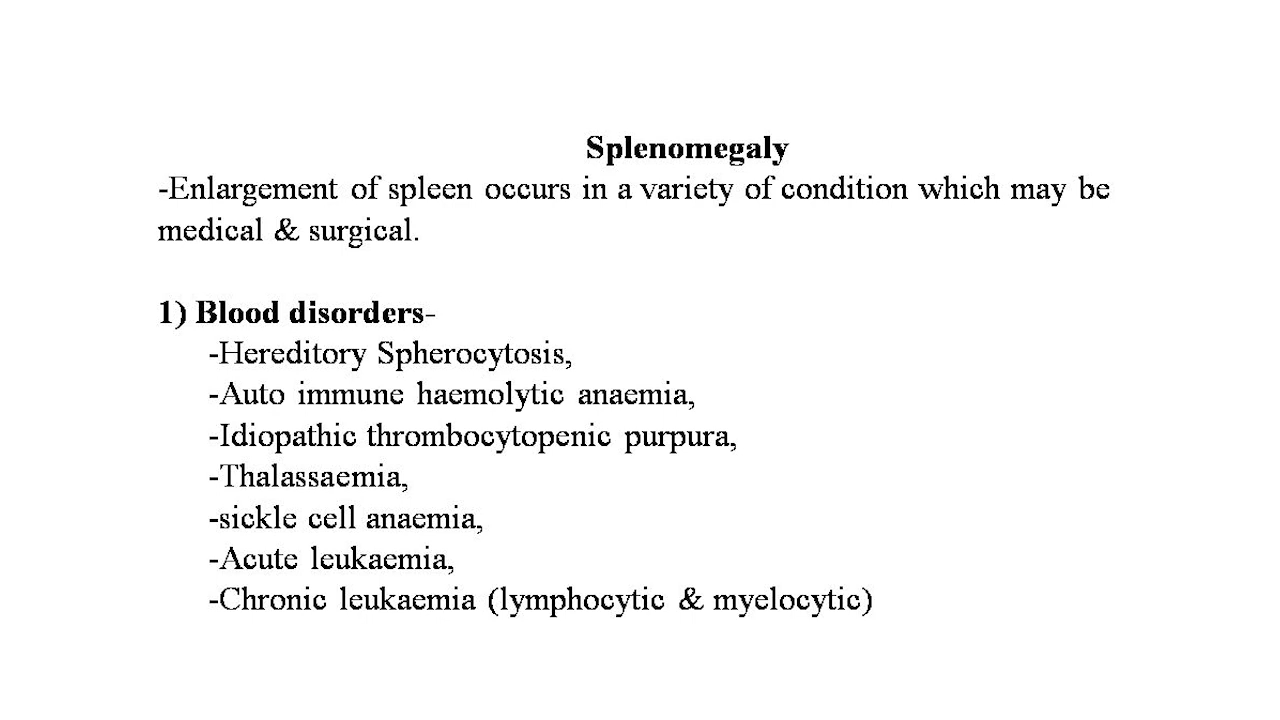 Splenomegaly
-Enlargement of spleen occurs in a variety of condition which may be
medical & surgical.
1) Blood disorders-
-Hereditory Spherocytosis,
-Auto immune haemolytic anaemia,
-Idiopathic thrombocytopenic purpura,
-Thalassaemia,
-sickle cell anaemia,
-Acute leukaemia,
-Chronic leukaemia (lymphocytic & myelocytic)